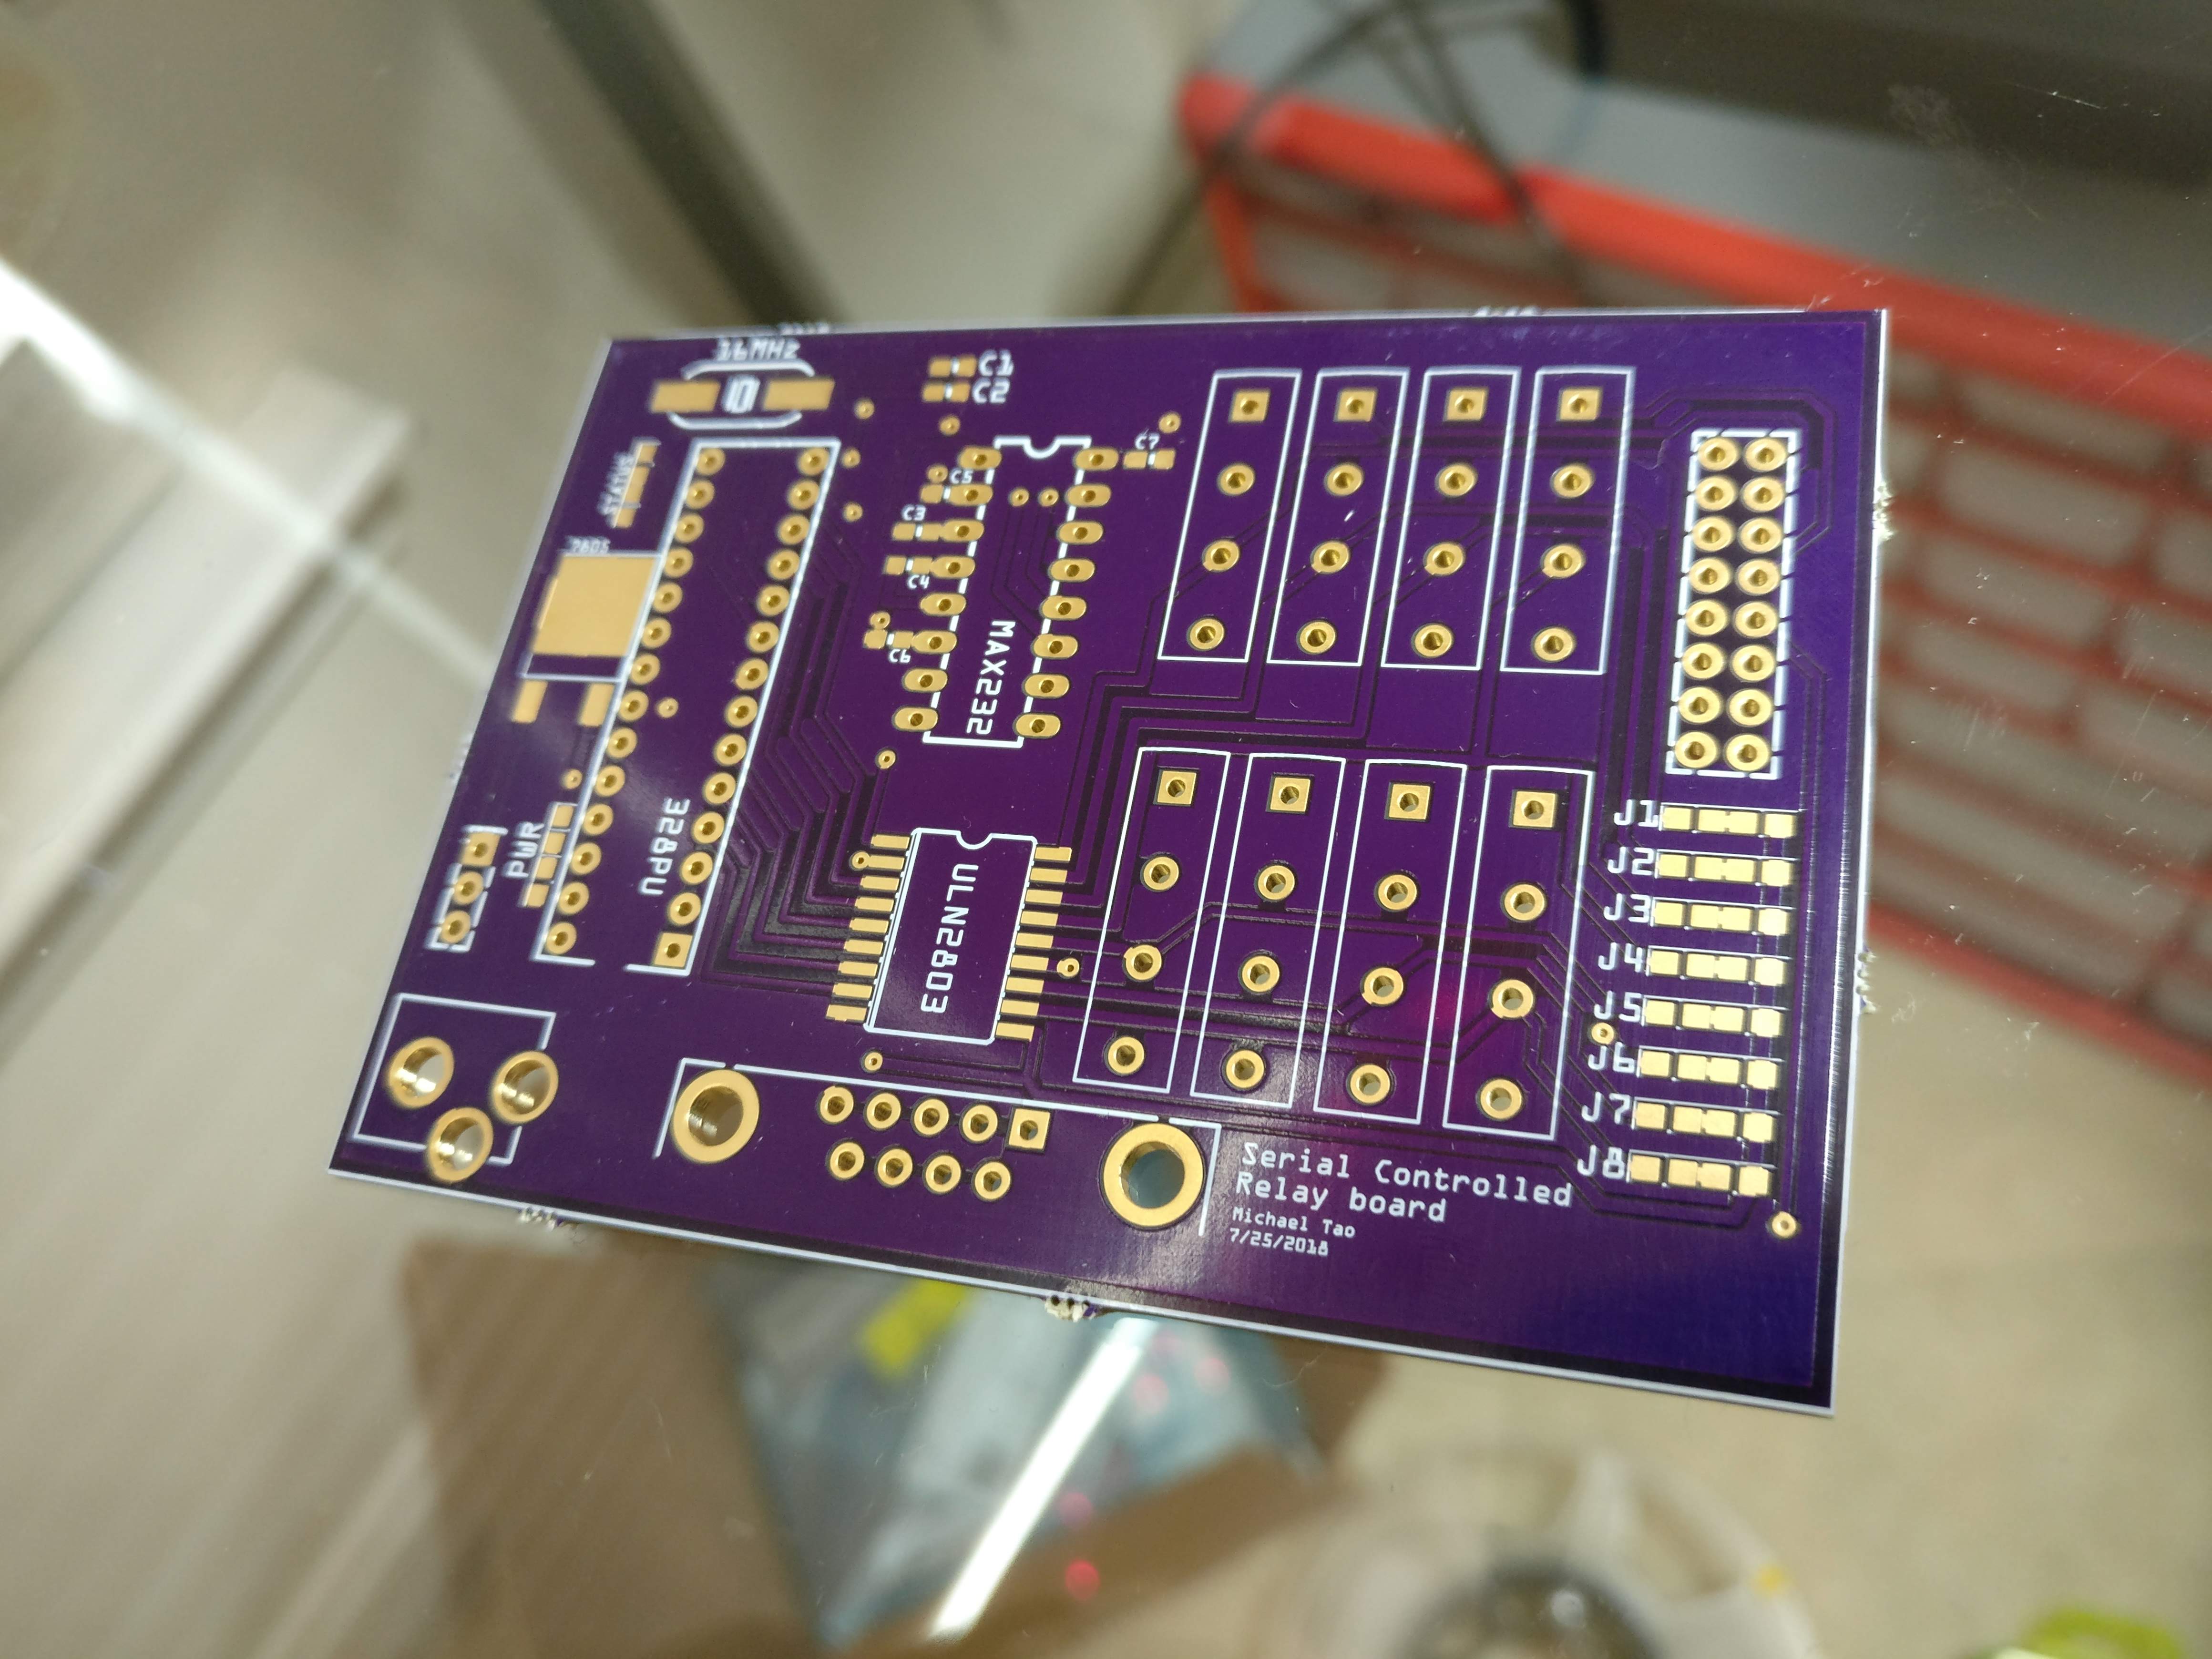 16MHZ
C1
C2
C7
C5
C3
C4
C6
STATUS
7805
MAX232
328PU
PWR
ULN2803
J1
J2
J3
J4
J5
J6
J7
J8
Serial Controlled
Relay board
Michael Tao
7/25/2018